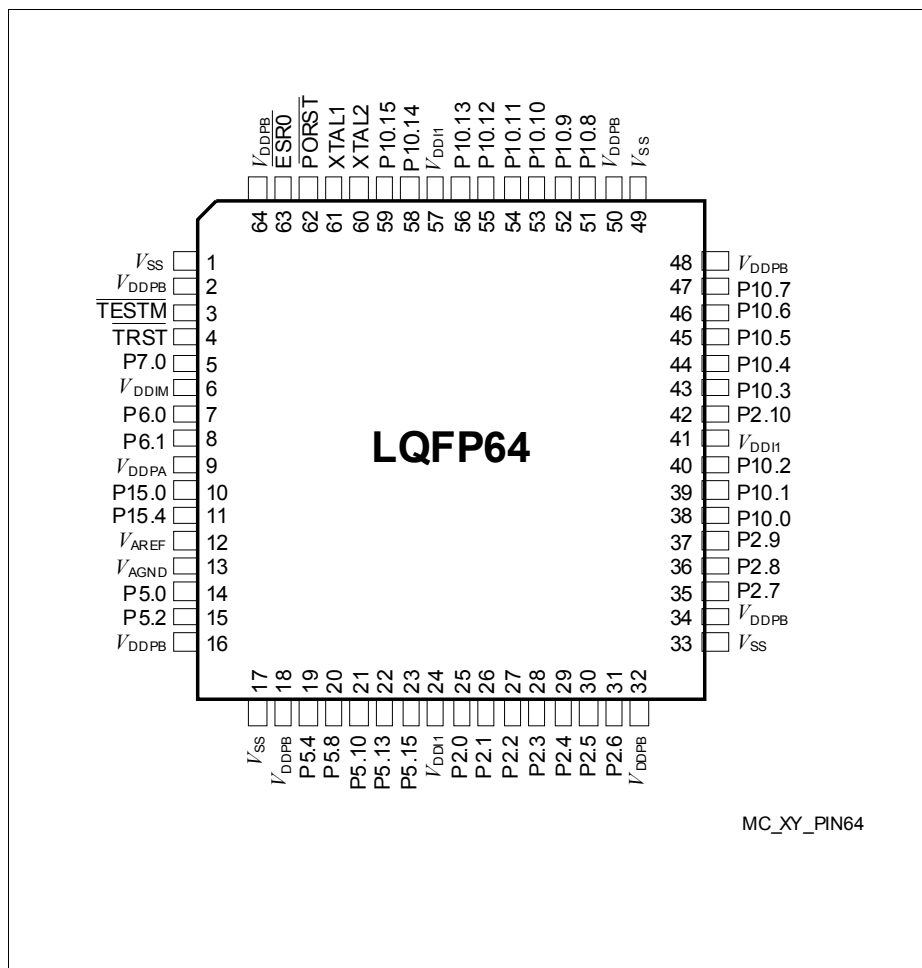 VDDPB
ESR0
PORST
XTAL1
XTAL2
P10.15
P10.14
VDDI1
P10.13
P10.12
P10.11
P10.10
P10.9
P10.8
VDDPB
VSS
64
63
62
61
60
59
58
57
56
55
54
53
52
51
50
49
VSS 1
VDDPB 2
TESTM 3
TRST 4
P7.0 5
VDDIM 6
P6.0 7
P6.1 8
VDDPA 9
P15.0 10
P15.4 11
VAREF 12
VAGND 13
P5.0 14
P5.2 15
VDDPB 16
LQFP64
48 VDDPB
47 P10.7
46 P10.6
45 P10.5
44 P10.4
43 P10.3
42 P2.10
41 VDDI1
40 P10.2
39 P10.1
38 P10.0
37 P2.9
36 P2.8
35 P2.7
34 VDDPB
33 VSS
17
18
19
20
21
22
23
24
25
26
27
28
29
30
31
32
VSS
VDDPB
P5.4
P5.8
P5.10
P5.13
P5.15
VDDI1
P2.0
P2.1
P2.2
P2.3
P2.4
P2.5
P2.6
VDDPB
MC_XY_PIN64